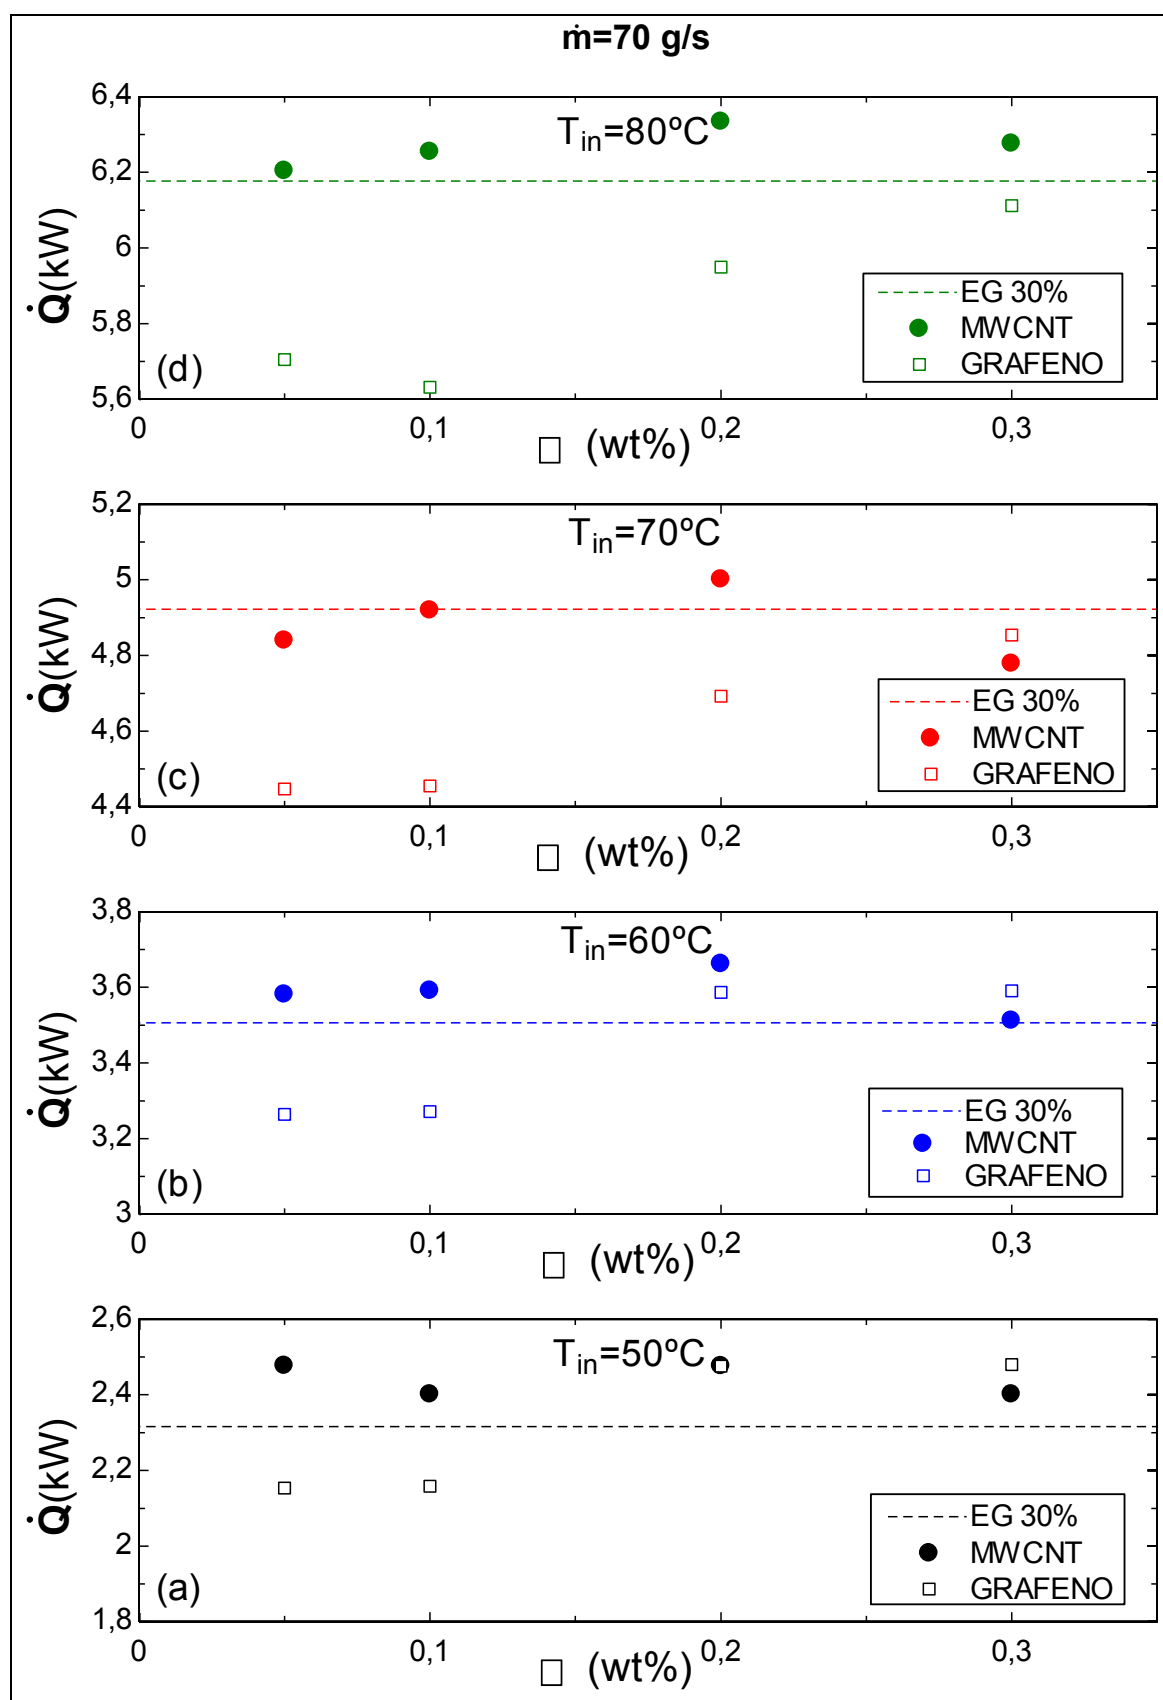 ṁ=70 g/s
6,4
6,2
6
5,8
5,6
Q̇(kW)
T_in=80ºC
EG 30%
MWCNT
GRAFENO
(d)
0
0,1
0,2
0,3
□ (wt%)
5,2
5
4,8
4,6
4,4
Q̇(kW)
T_in=70ºC
EG 30%
MWCNT
GRAFENO
(c)
0
0,1
0,2
0,3
□ (wt%)
3,8
3,6
3,4
3,2
3
Q̇(kW)
T_in=60ºC
EG 30%
MWCNT
GRAFENO
(b)
0
0,1
0,2
0,3
□ (wt%)
2,6
2,4
2,2
2
1,8
Q̇(kW)
T_in=50ºC
EG 30%
MWCNT
GRAFENO
(a)
0
0,1
0,2
0,3
□ (wt%)